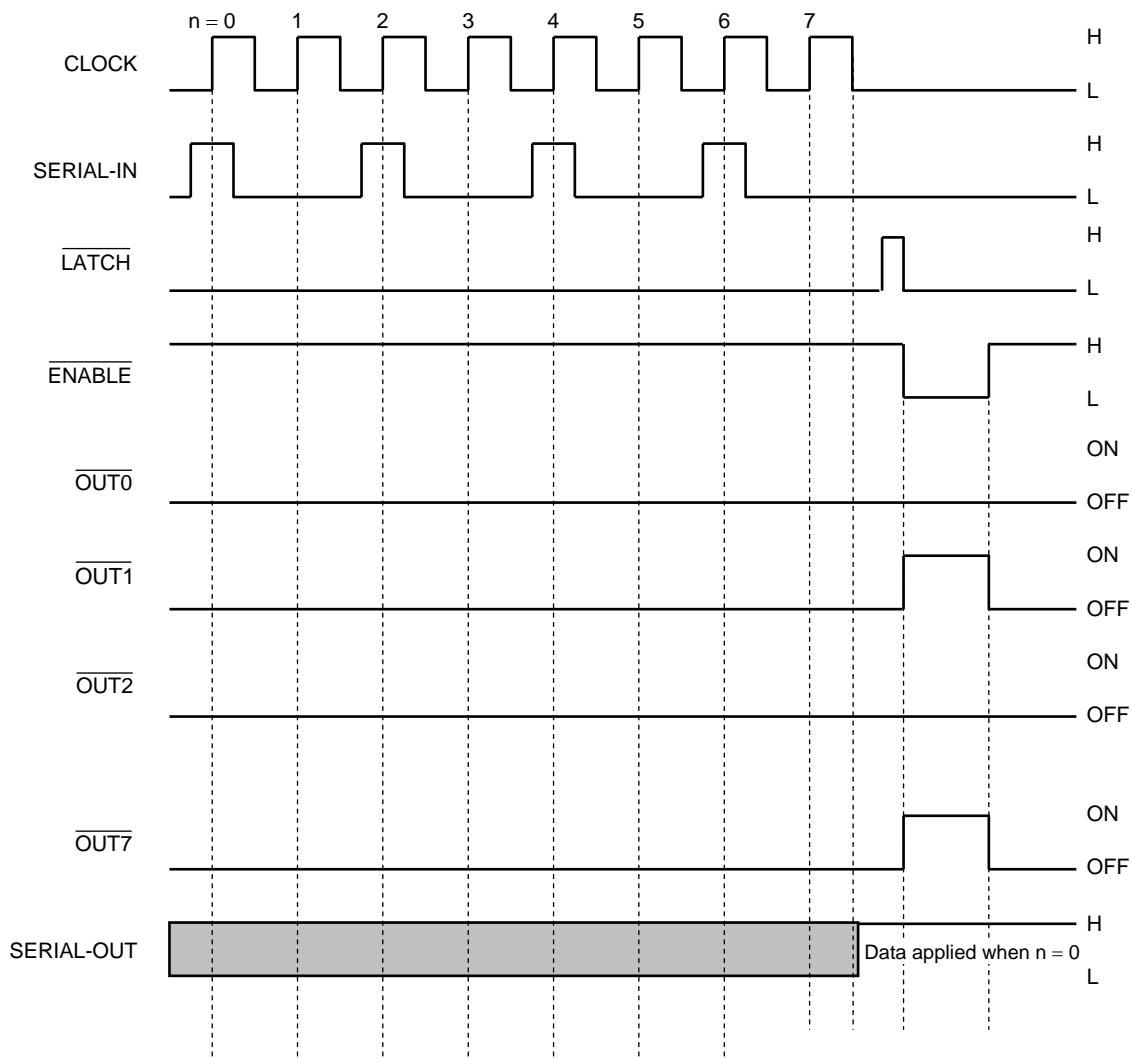 n = 0 1 2 3 4 5 6 7
CLOCK
H
L
SERIAL-IN
H
L
LATCH
H
L
ENABLE
H
L
OUT0
ON
OFF
OUT1
ON
OFF
OUT2
ON
OFF
OUT7
ON
OFF
SERIAL-OUT
H
Data applied when n = 0
L